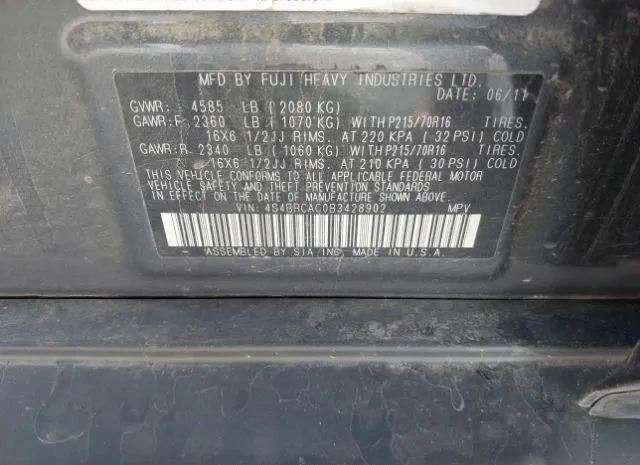 MFD BY FUJI HEAVY INDUSTRIES LTD.
DATE: 06/11
GVWR: 4585 LB (2080 KG)
GAWR:F 2360 LB (1070 KG) WITH P215/70R16 TIRES.
16X6 1/2JJ RIMS. AT 220 KPA (32 PSI) COLD
GAWR:R 2340 LB (1060 KG) WITH P215/70R16 TIRES.
16X6 1/2JJ RIMS. AT 210 KPA (30 PSI) COLD
THIS VEHICLE CONFORMS TO ALL APPLICABLE FEDERAL MOTOR
VEHICLE SAFETY AND THEFT PREVENTION STANDARDS
IN EFFECT ON THE DATE OF MANUFACTURE SHOWN ABOVE.
VIN: 4S4BRCAC0B3428902 MPV
ASSEMBLED BY SIA INC. MADE IN U.S.A.